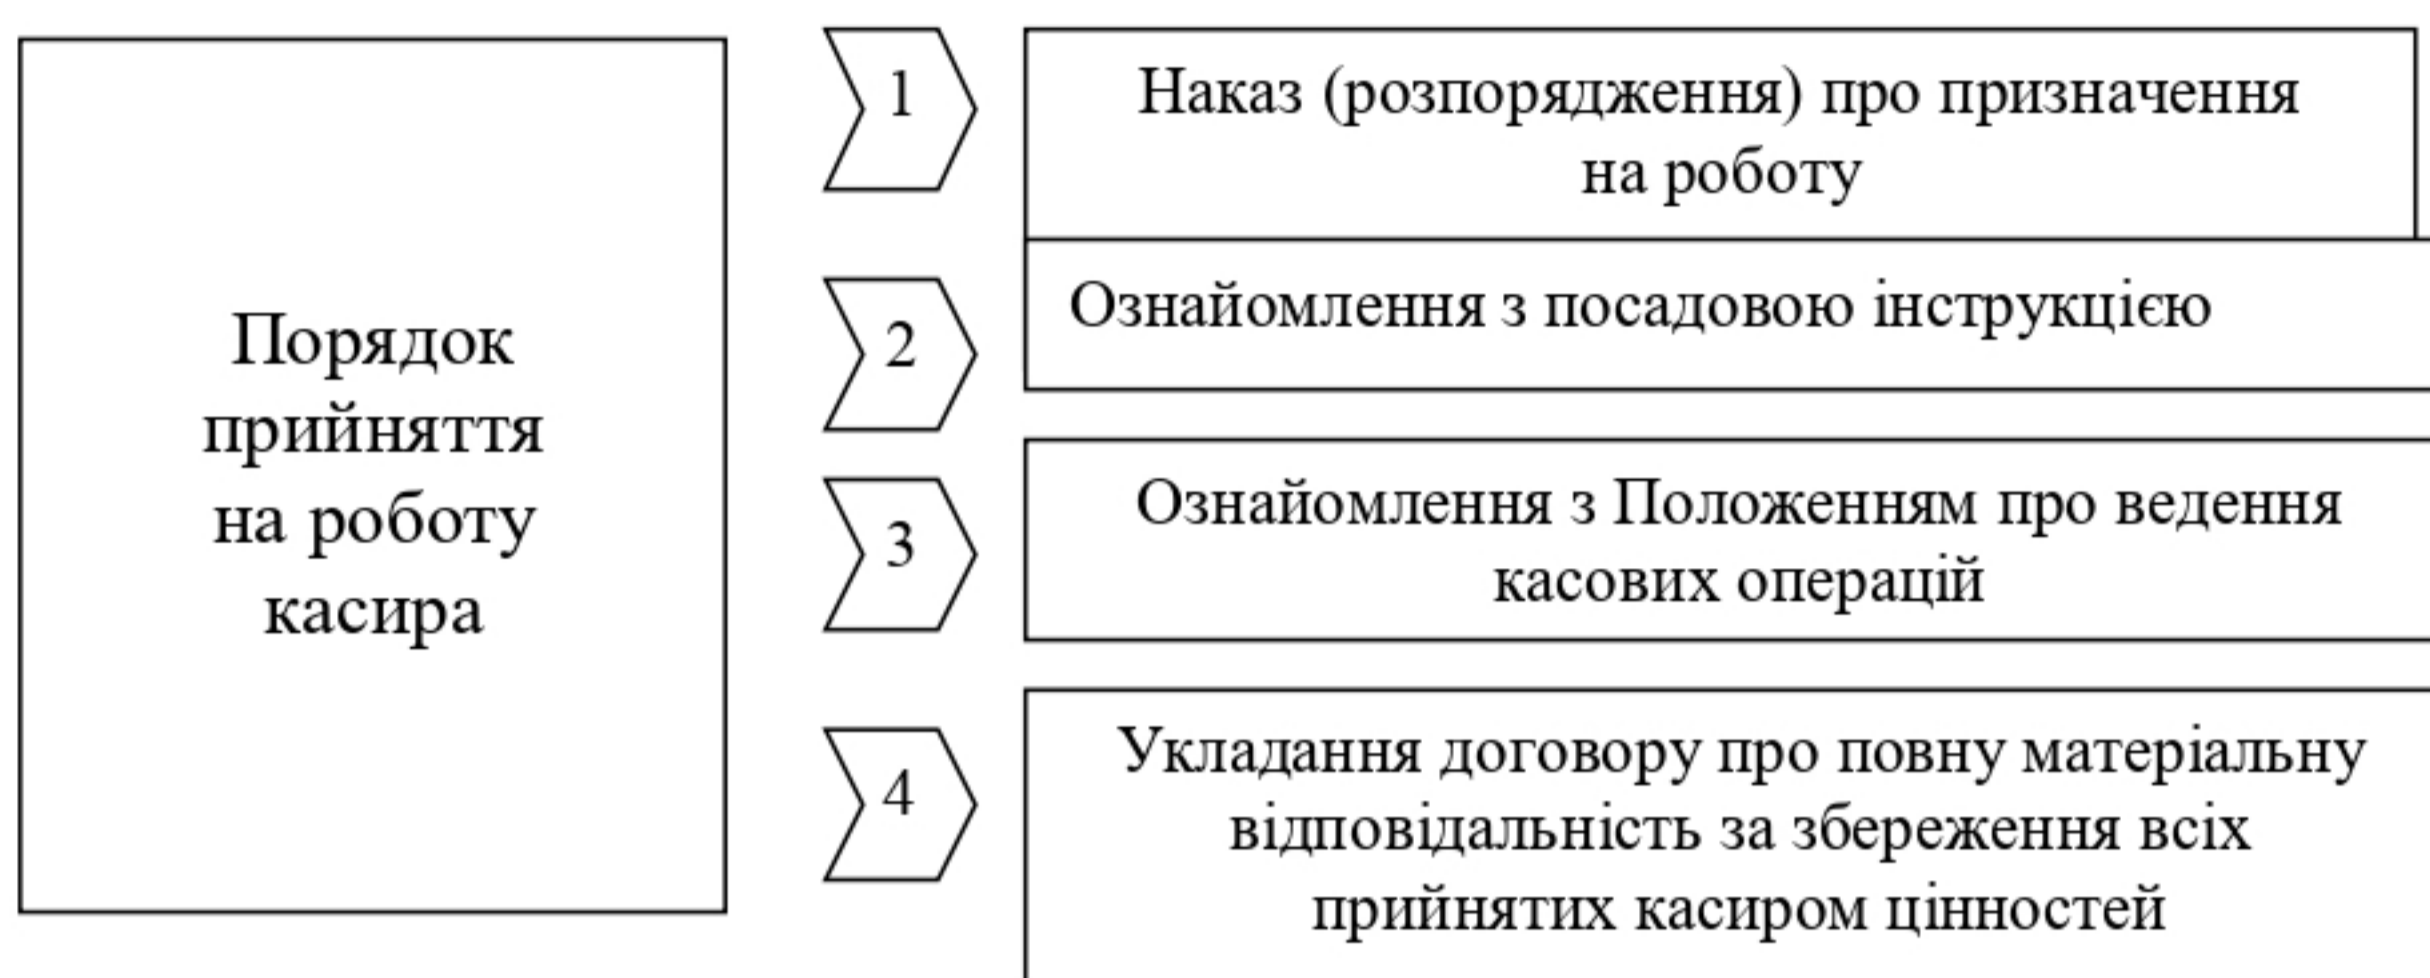 Порядок
прийняття
на роботу
касира
1
Наказ (розпорядження) про призначення
на роботу
2
Ознайомлення з посадовою інструкцією
3
Ознайомлення з Положенням про ведення
касових операцій
4
Укладання договору про повну матеріальну
відповідальність за збереження всіх
прийнятих касиром цінностей